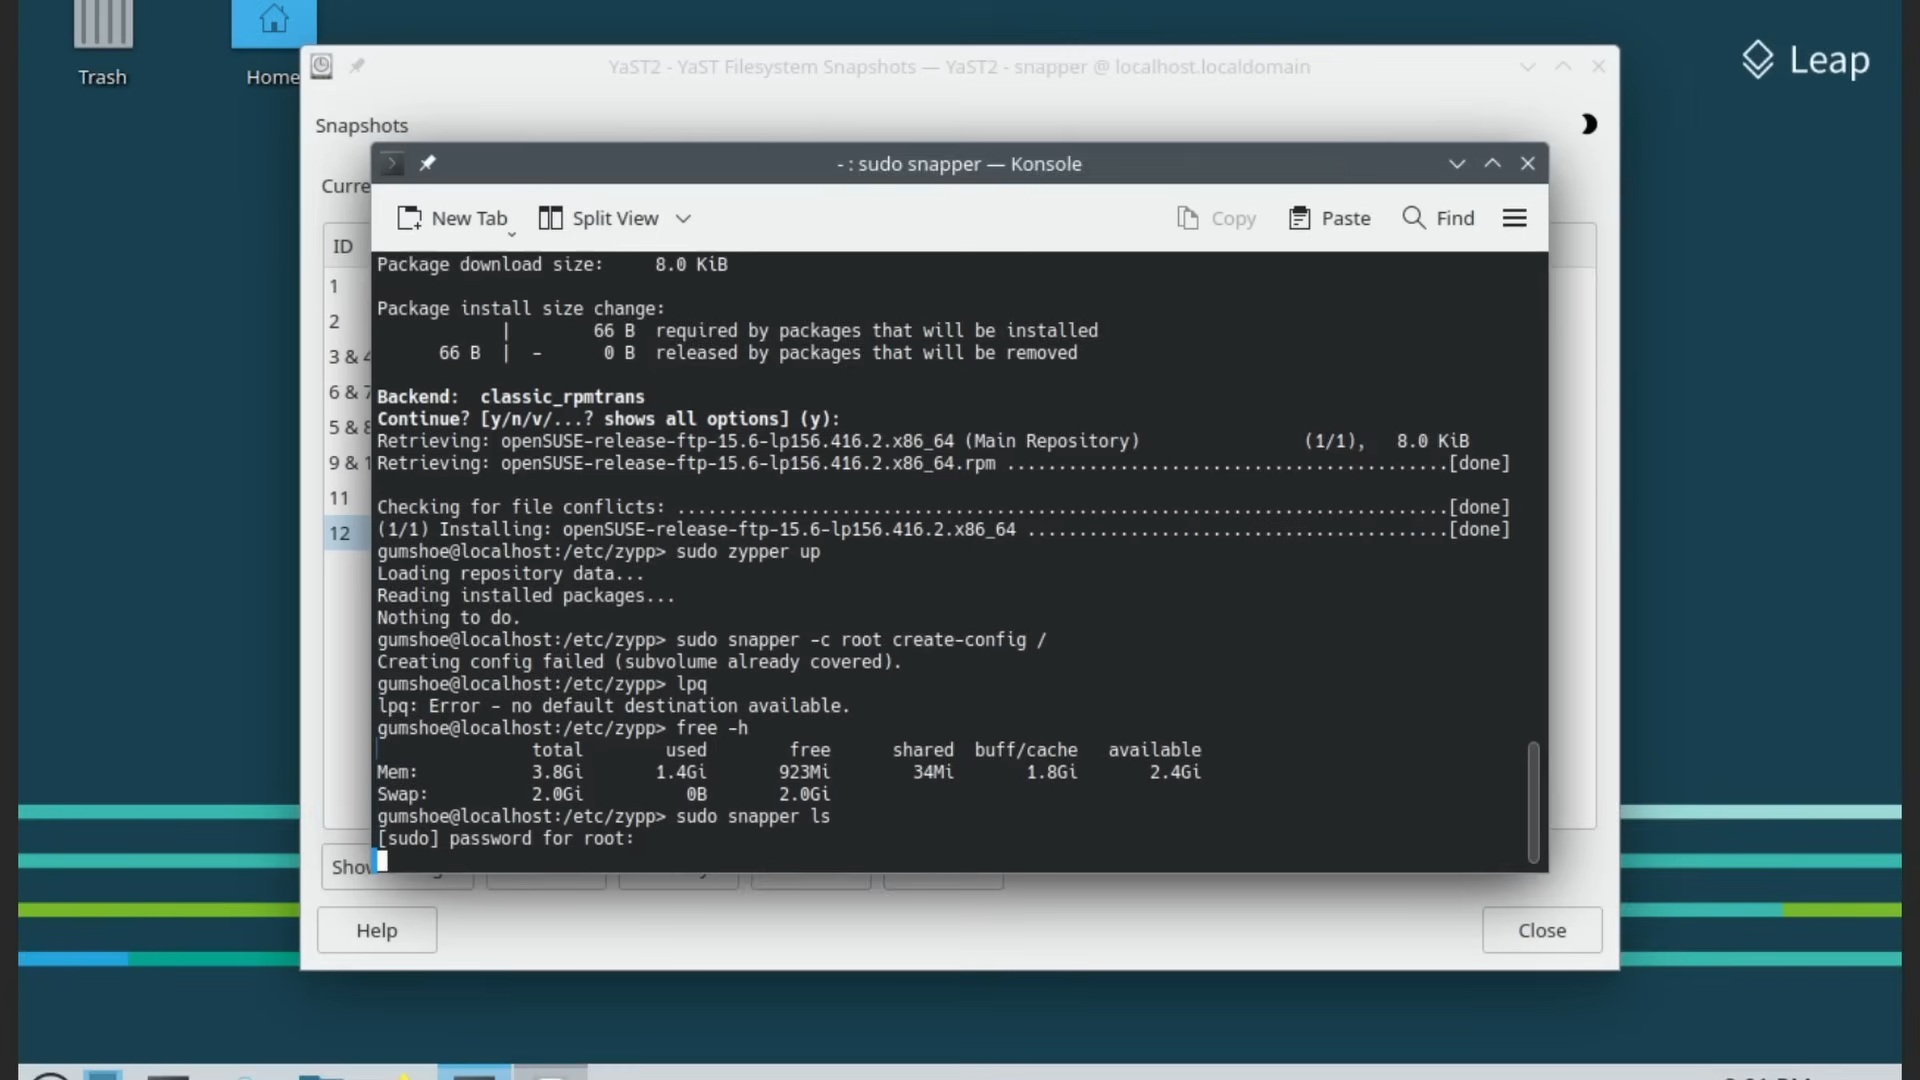 Trash
Home
Leap
YaST2 - YaST Filesystem Snapshots — YaST2 - snapper @ localhost.localdomain
Snapshots
Curre
ID
1
2
3 & 4
6 & 7
5 & 8
9 & 1
11
12
- : sudo snapper — Konsole
New Tab Split View Copy Paste Find
Package download size:     8.0 KiB
Package install size change:
            |        66 B  required by packages that will be installed
      66 B  |  -      0 B  released by packages that will be removed
Backend:  classic_rpmtrans
Continue? [y/n/v/...? shows all options] (y):
Retrieving: openSUSE-release-ftp-15.6-lp156.416.2.x86_64 (Main Repository)                (1/1),   8.0 KiB
Retrieving: openSUSE-release-ftp-15.6-lp156.416.2.x86_64.rpm ...........................................[done]
Checking for file conflicts: ...........................................................................[done]
(1/1) Installing: openSUSE-release-ftp-15.6-lp156.416.2.x86_64 .........................................[done]
gumshoe@localhost:/etc/zypp> sudo zypper up
Loading repository data...
Reading installed packages...
Nothing to do.
gumshoe@localhost:/etc/zypp> sudo snapper -c root create-config /
Creating config failed (subvolume already covered).
gumshoe@localhost:/etc/zypp> lpq
lpq: Error - no default destination available.
gumshoe@localhost:/etc/zypp> free -h
               total        used        free      shared  buff/cache   available
Mem:           3.8Gi       1.4Gi       923Mi        34Mi       1.8Gi       2.4Gi
Swap:          2.0Gi          0B       2.0Gi
gumshoe@localhost:/etc/zypp> sudo snapper ls
[sudo] password for root:
Show
Help
Close